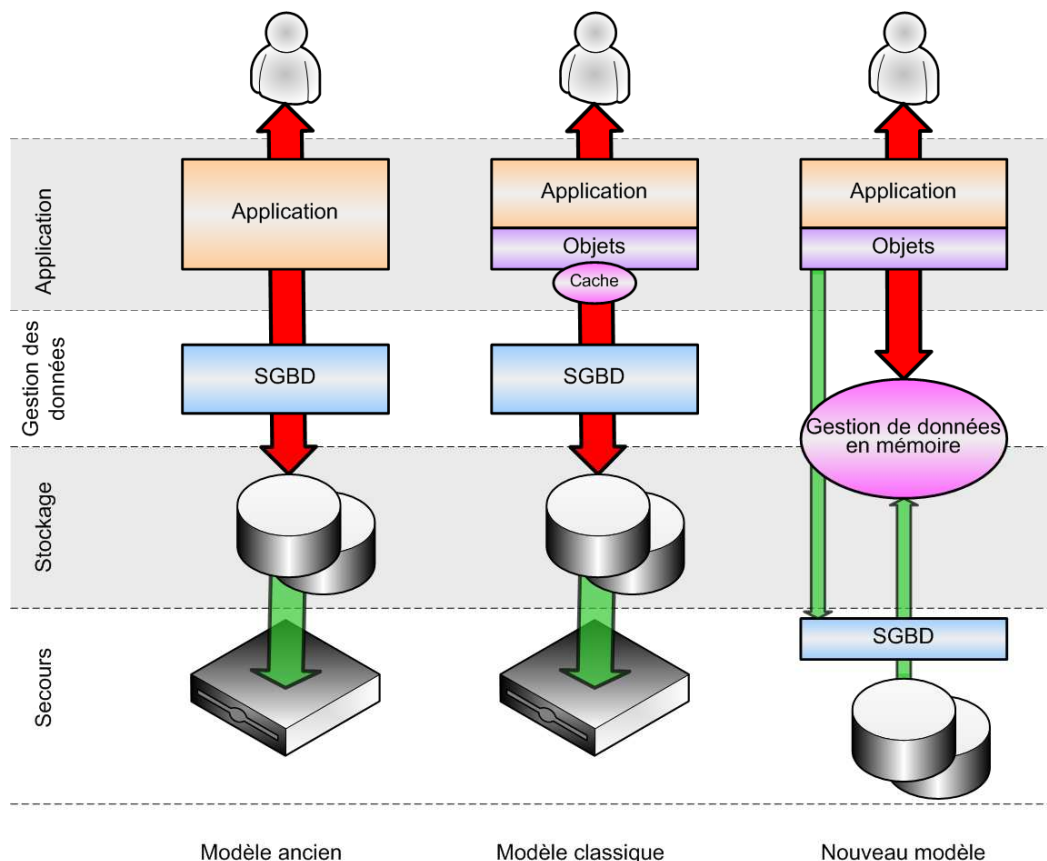 Application
Application
Application
Application
Objets
Objets
Cache
Gestion des
données
SGBD
SGBD
Gestion de données
en mémoire
Stockage
Secours
SGBD
Modèle ancien
Modèle classique
Nouveau modèle